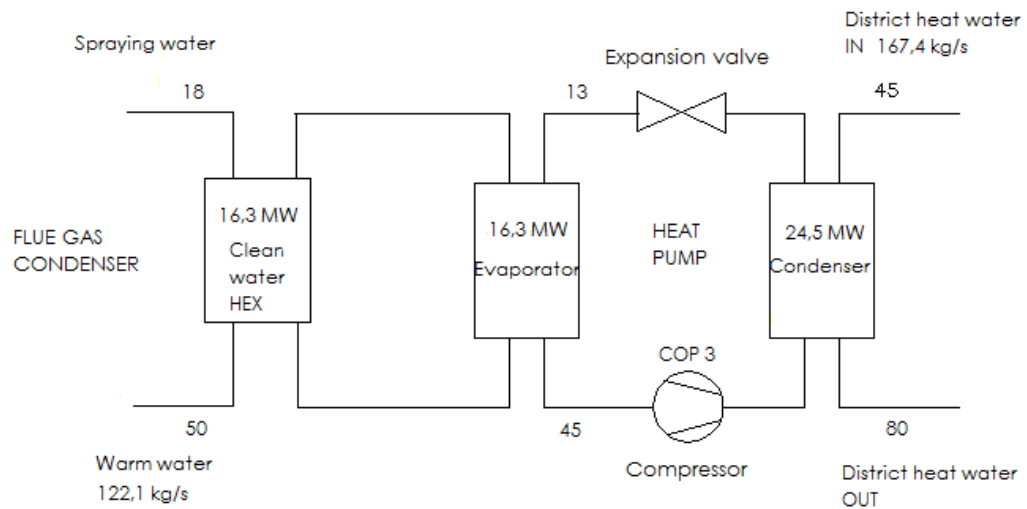 Spraying water
18
FLUE GAS
CONDENSER
16,3 MW
Clean
water
HEX
50
Warm water
122,1 kg/s
16,3 MW
Evaporator
13
Expansion valve
HEAT
PUMP
COP 3
45
Compressor
District heat water
IN 167,4 kg/s
45
24,5 MW
Condenser
80
District heat water
OUT